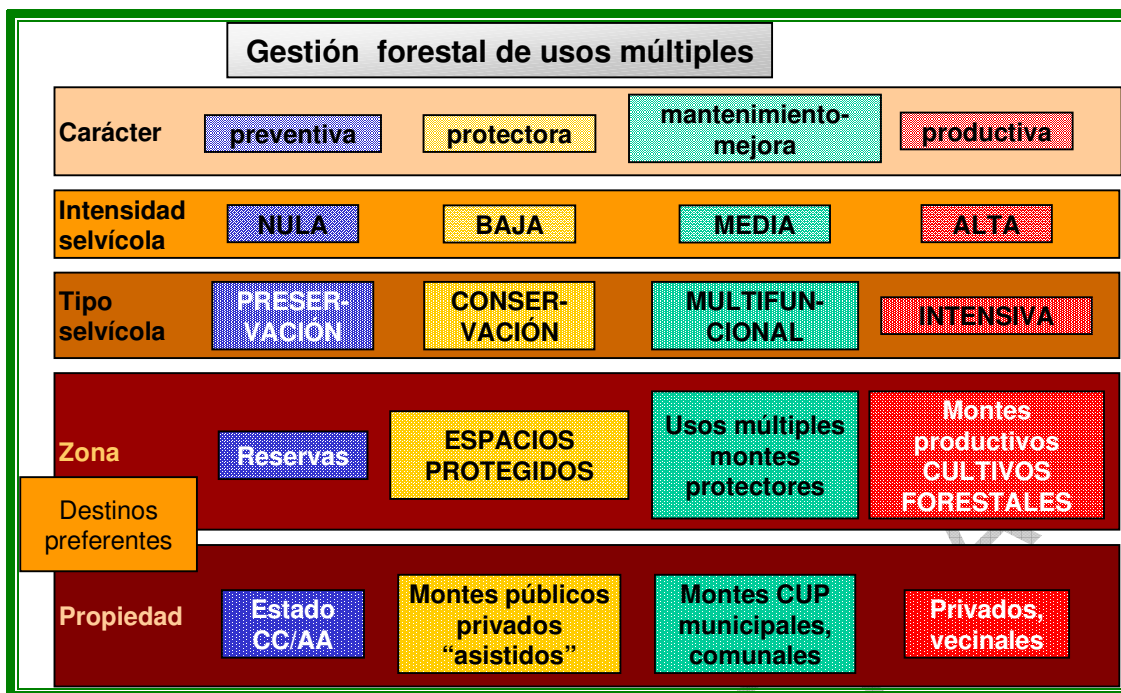 Gestión forestal de usos múltiples
Carácter
preventiva
protectora
mantenimiento-
mejora
productiva
Intensidad
selvícola
NULA
BAJA
MEDIA
ALTA
Tipo
selvícola
PRESER-
VACIÓN
CONSER-
VACIÓN
MULTIFUN-
CIONAL
INTENSIVA
Zona
Reservas
ESPACIOS
PROTEGIDOS
Usos múltiples
montes
protectores
Montes
productivos
CULTIVOS
FORESTALES
Destinos
preferentes
Propiedad
Estado
CC/AA
Montes públicos
privados
“asistidos”
Montes CUP
municipales,
comunales
Privados,
vecinales